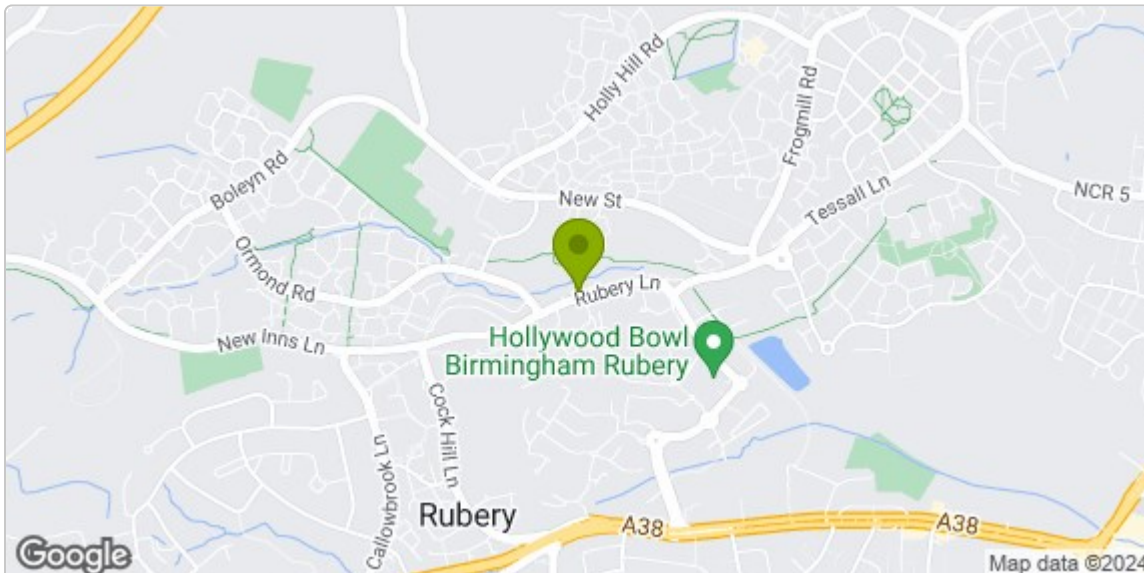 Holly Hill Rd
Frogmill Rd
Boleyn Rd
New St
Tessall Ln
NCR 5
Ormond Rd
Rubery Ln
New Inns Ln
Hollywood Bowl
Birmingham Rubery
Cock Hill Ln
Callowbrook Ln
Rubery
A38
A38
Google
Map data ©2024